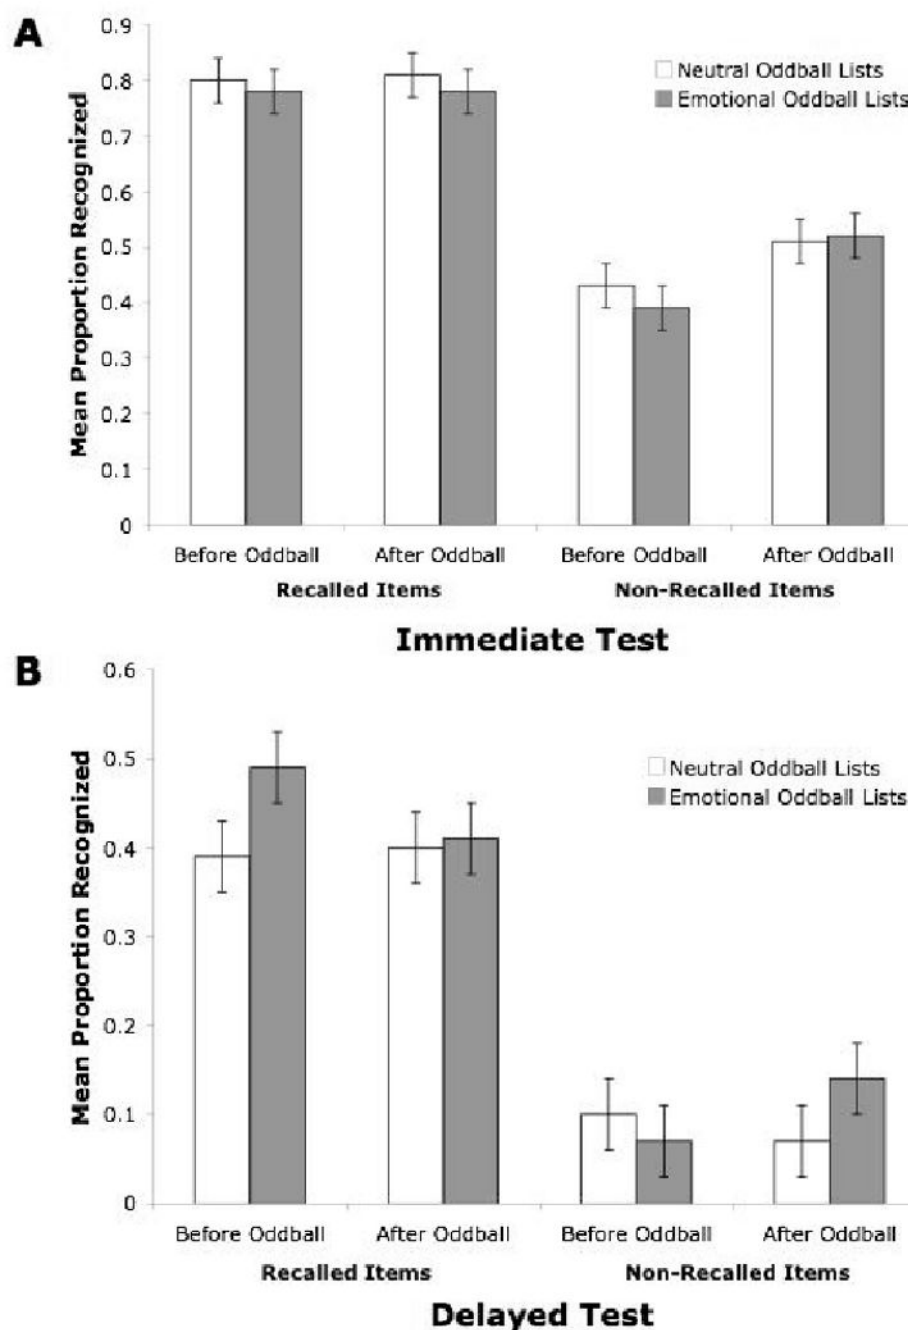 A
Mean Proportion Recognized
0.9
0.8
0.7
0.6
0.5
0.4
0.3
0.2
0.1
0
Neutral Oddball Lists
Emotional Oddball Lists
Before Oddball After Oddball Before Oddball After Oddball
Recalled Items Non-Recalled Items
Immediate Test
B
Mean Proportion Recognized
0.6
0.5
0.4
0.3
0.2
0.1
0
Neutral Oddball Lists
Emotional Oddball Lists
Before Oddball After Oddball Before Oddball After Oddball
Recalled Items Non-Recalled Items
Delayed Test